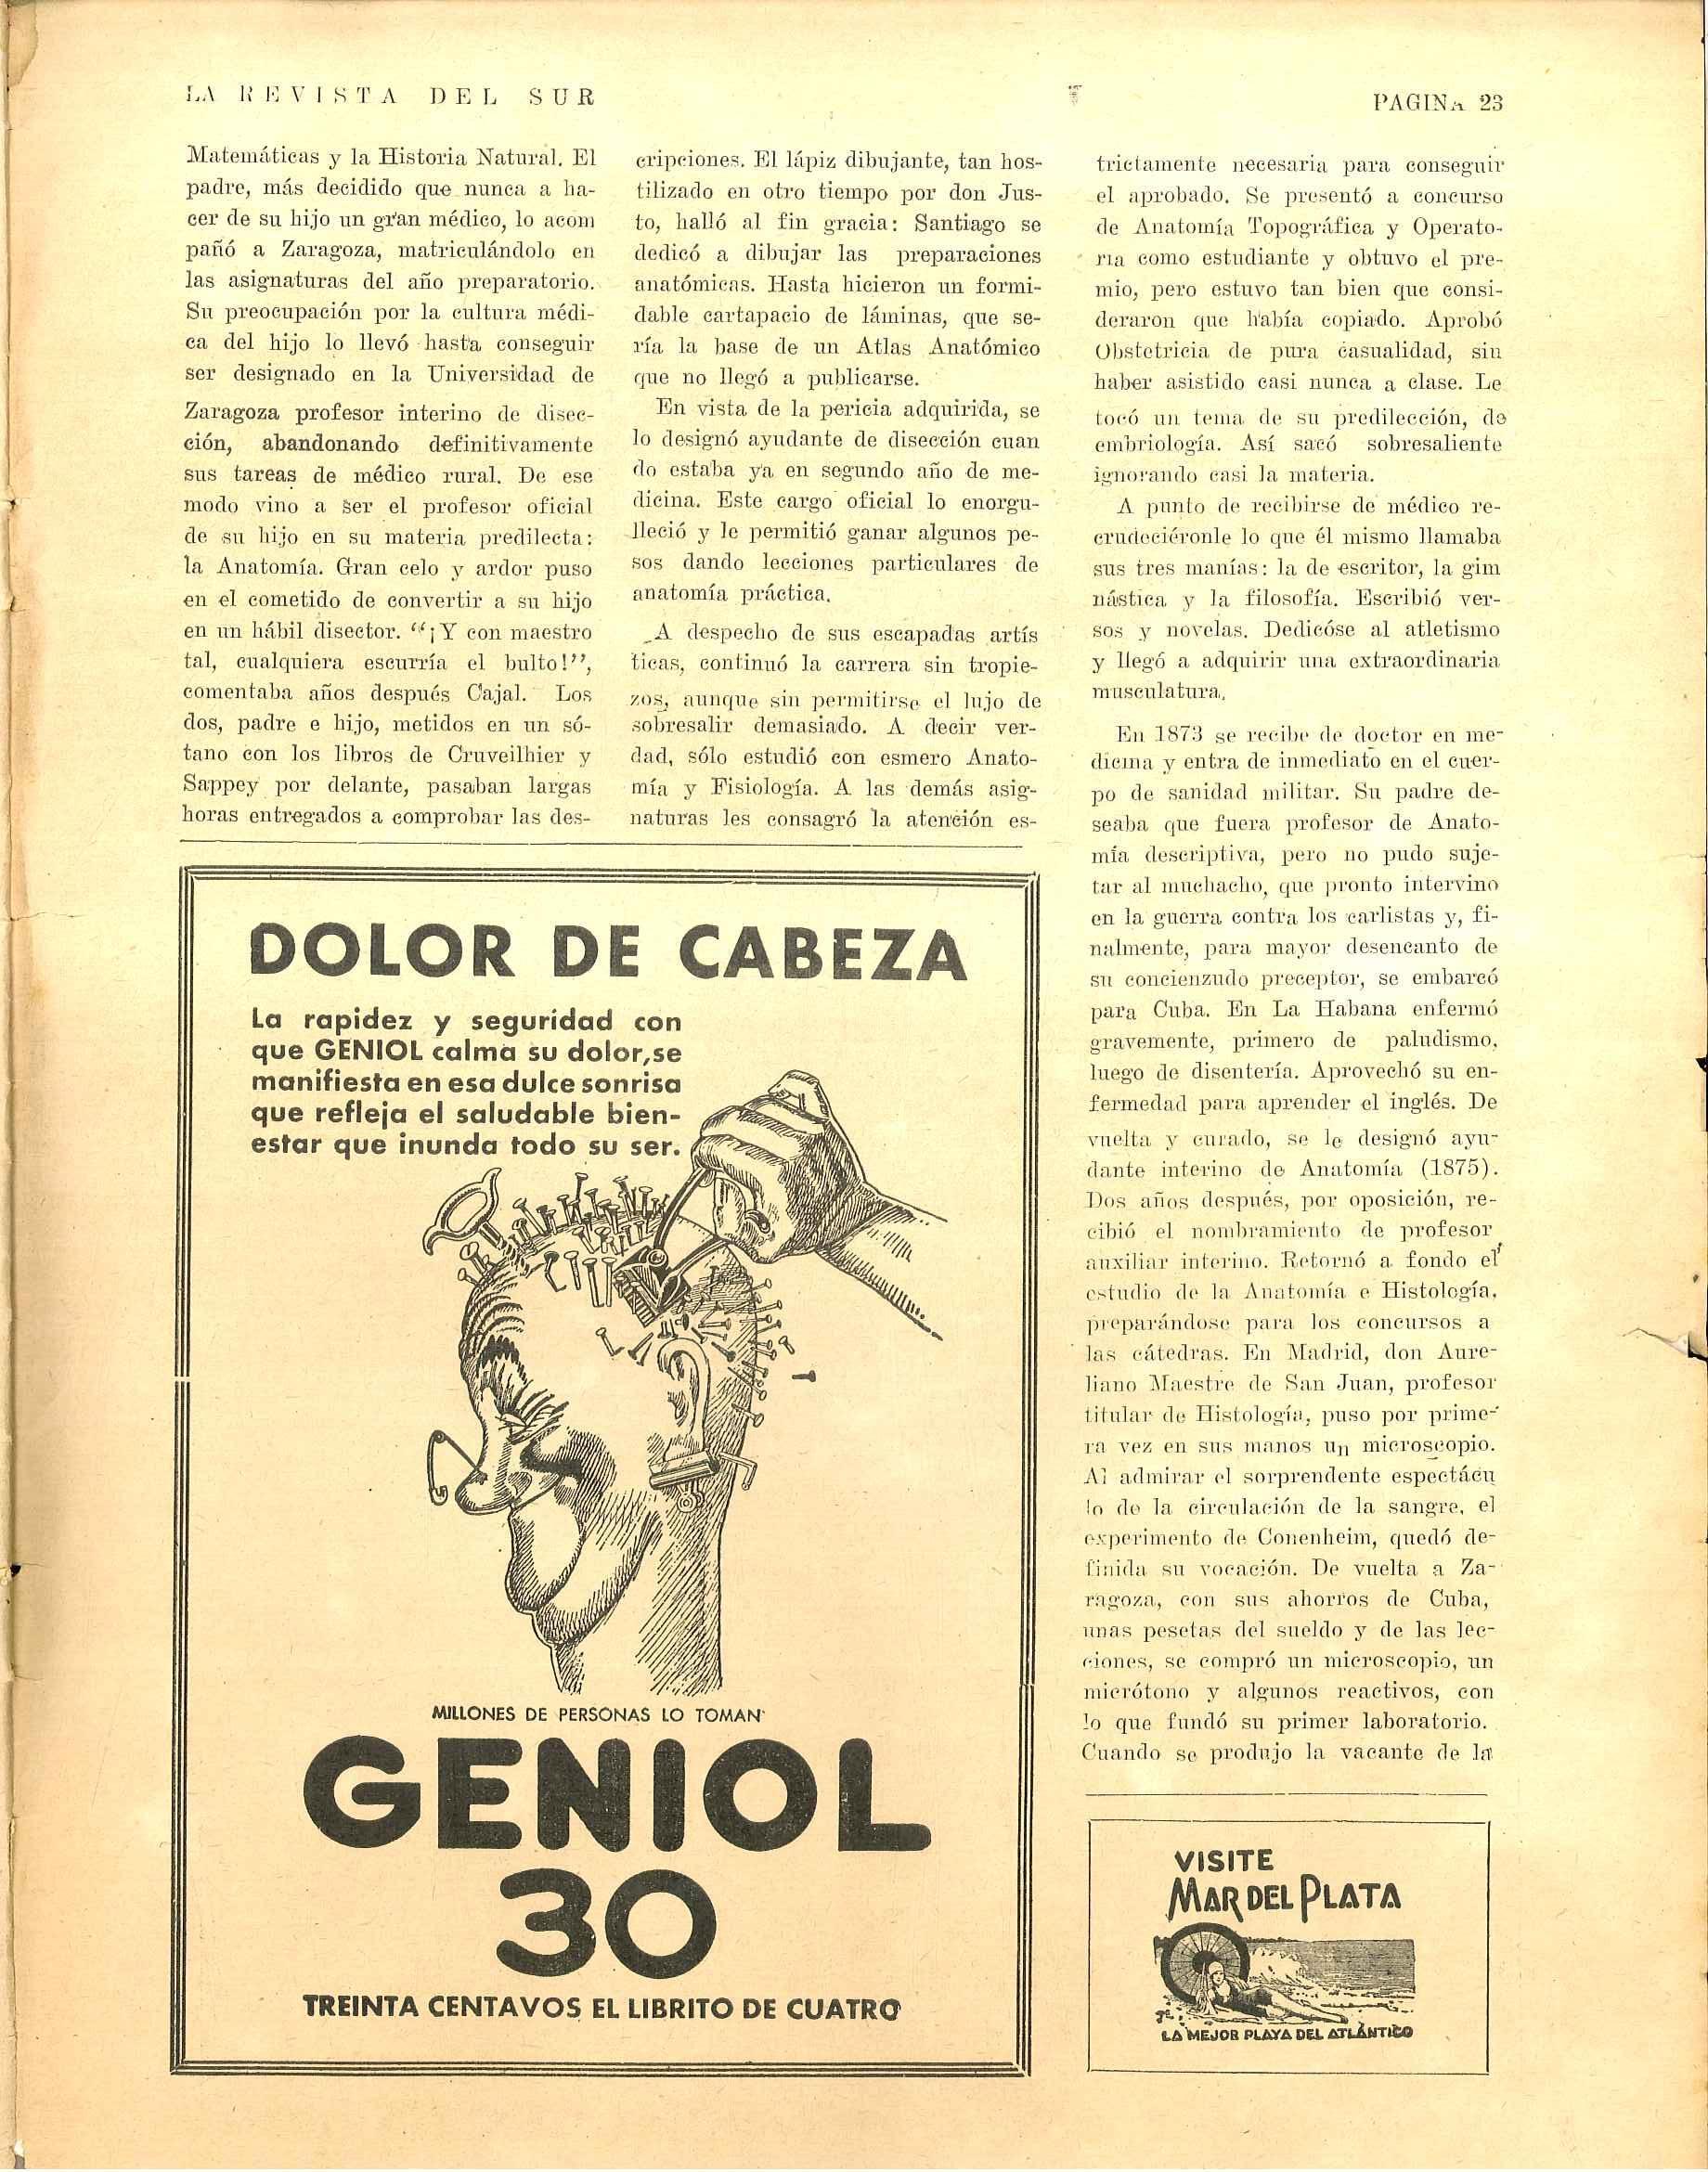 LA REVISTA DEL SUR
PAGINA 23
Matemáticas y la Historia Natural. El
padre, más decidido que nunca a ha-
cer de su hijo un gran médico, lo acom
pañó a Zaragoza, matriculándolo en
las asignaturas del año preparatorio.
Su preocupación por la cultura médi-
ca del hijo lo llevó hasta conseguir
ser designado en la Universidad de
Zaragoza profesor interino de disec-
ción, abandonando definitivamente
sus tareas de médico rural. De ese
modo vino a ser el profesor oficial
de su hijo en su materia predilecta:
la Anatomía. Gran celo y ardor puso
en el cometido de convertir a su hijo
en un hábil disector. “¡Y con maestro
tal, cualquiera escurría el bulto!”,
comentaba años después Cajal. Los
dos, padre e hijo, metidos en un só-
tano con los libros de Cruveilhier y
Sappey por delante, pasaban largas
horas entregados a comprobar las des-
cripciones. El lápiz dibujante, tan hos-
tilizado en otro tiempo por don Jus-
to, halló al fin gracia: Santiago se
dedicó a dibujar las preparaciones
anatómicas. Hasta hicieron un formi-
dable cartapacio de láminas, que se-
ría la base de un Atlas Anatómico
que no llegó a publicarse.
En vista de la pericia adquirida, se
lo designó ayudante de disección cuan
do estaba ya en segundo año de me-
dicina. Este cargo oficial lo enorgu-
lleció y le permitió ganar algunos pe-
sos dando lecciones particulares de
anatomía práctica.
A despecho de sus escapadas artís
ticas, continuó la carrera sin tropie-
zos, aunque sin permitirse el lujo de
sobresalir demasiado. A decir ver-
dad, sólo estudió con esmero Anato-
mía y Fisiología. A las demás asig-
naturas les consagró la atención es-
trictamente necesaria para conseguir
el aprobado. Se presentó a concurso
de Anatomía Topográfica y Operato-
ria como estudiante y obtuvo el pre-
mio, pero estuvo tan bien que consi-
deraron que había copiado. Aprobó
Obstetricia de pura casualidad, sin
haber asistido casi nunca a clase. Le
tocó un tema de su predilección, de
embriología. Así sacó sobresaliente
ignorando casi la materia.
A punto de recibirse de médico re-
crudeciéronle lo que él mismo llamaba
sus tres manías: la de escritor, la gim
nástica y la filosofía. Escribió ver-
sos y novelas. Dedicóse al atletismo
y llegó a adquirir una extraordinaria
musculatura.
En 1873 se recibe de doctor en me-
dicina y entra de inmediato en el cuer-
po de sanidad militar. Su padre de-
seaba que fuera profesor de Anato-
mía descriptiva, pero no pudo suje-
tar al muchacho, que pronto intervino
en la guerra contra los carlistas y, fi-
nalmente, para mayor desencanto de
su concienzudo preceptor, se embarcó
para Cuba. En La Habana enfermó
gravemente, primero de paludismo,
luego de disentería. Aprovechó su en-
fermedad para aprender el inglés. De
vuelta y curado, se le designó ayu-
dante interino de Anatomía (1875).
Dos años después, por oposición, re-
cibió el nombramiento de profesor
auxiliar interino. Retornó a fondo el
estudio de la Anatomía e Histología,
preparándose para los concursos a
las cátedras. En Madrid, don Aure-
liano Maestre de San Juan, profesor
titular de Histología, puso por prime-
ra vez en sus manos un microscopio.
Al admirar el sorprendente espectácu
lo de la circulación de la sangre, el
experimento de Conenheim, quedó de-
finida su vocación. De vuelta a Za-
ragoza, con sus ahorros de Cuba,
unas pesetas del sueldo y de las lec-
ciones, se compró un microscopio, un
micrótono y algunos reactivos, con
lo que fundó su primer laboratorio.
Cuando se produjo la vacante de la
DOLOR DE CABEZA
La rapidez y seguridad con
que GENIOL calma su dolor, se
manifiesta en esa dulce sonrisa
que refleja el saludable bien-
estar que inunda todo su ser.
MILLONES DE PERSONAS LO TOMAN
GENIOL
30
TREINTA CENTAVOS EL LIBRITO DE CUATRO
VISITE
MAR DEL PLATA
LA MEJOR PLAYA DEL ATLÁNTICO